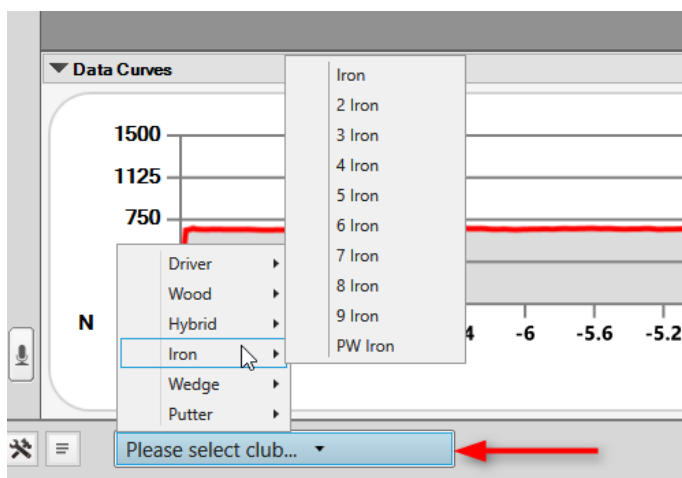 Data Curves
1500
1125
750
N
4 -6 -5.6 -5.2
Iron
2 Iron
3 Iron
4 Iron
5 Iron
6 Iron
7 Iron
8 Iron
9 Iron
PW Iron
Driver
Wood
Hybrid
Iron
Wedge
Putter
Please select club...